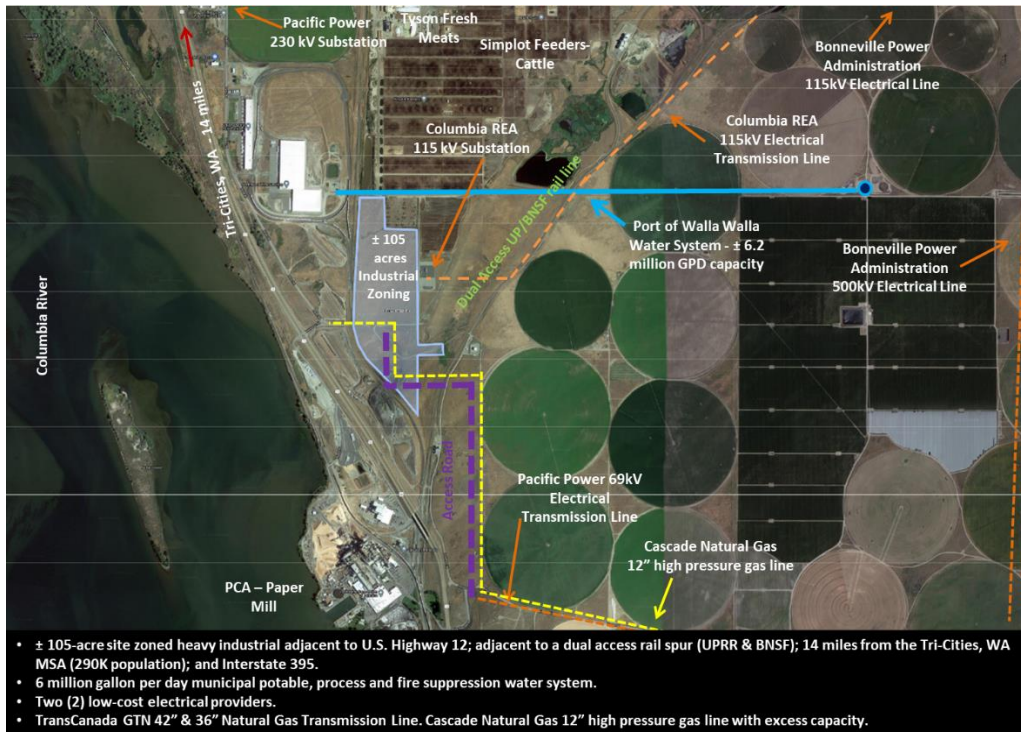 Pacific Power
230 kV Substation
Tyson Fresh
Meats
Simplot Feeders-
Cattle
Bonneville Power
Administration
115kV Electrical Line
Tri-Cities, WA - 14 miles
Columbia REA
115 kV Substation
Columbia REA
115kV Electrical
Transmission Line
Dual Access UP/BNSF rail line
± 105
acres
Industrial
Zoning
Port of Walla Walla
Water System - ± 6.2
million GPD capacity
Bonneville Power
Administration
500kV Electrical Line
Columbia River
Access Road
Pacific Power 69kV
Electrical
Transmission Line
Cascade Natural Gas
12” high pressure gas line
PCA – Paper
Mill
• ± 105-acre site zoned heavy industrial adjacent to U.S. Highway 12; adjacent to a dual access rail spur (UPRR & BNSF); 14 miles from the Tri-Cities, WA
MSA (290K population); and Interstate 395.
• 6 million gallon per day municipal potable, process and fire suppression water system.
• Two (2) low-cost electrical providers.
• TransCanada GTN 42” & 36” Natural Gas Transmission Line. Cascade Natural Gas 12” high pressure gas line with excess capacity.